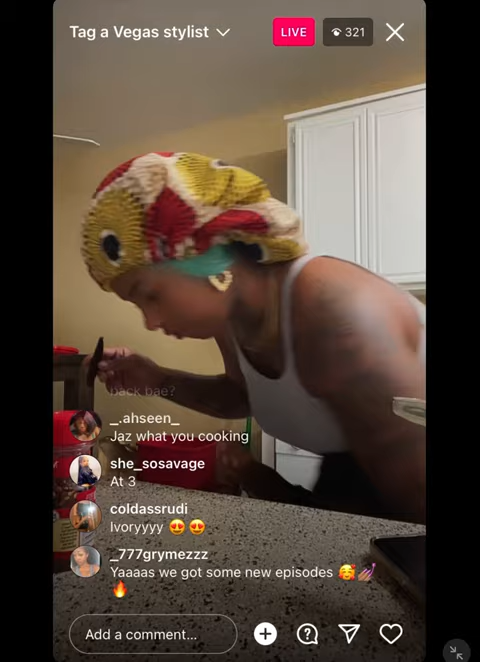 Tag a Vegas stylist
LIVE
321
back bae?
_.ahseen_
Jaz what you cooking
she_sosavage
At 3
coldassrudi
Ivoryyyy 😍 😍
_777grymezzz
Yaaaas we got some new episodes 🥰 💅🏾
🔥
Add a comment...